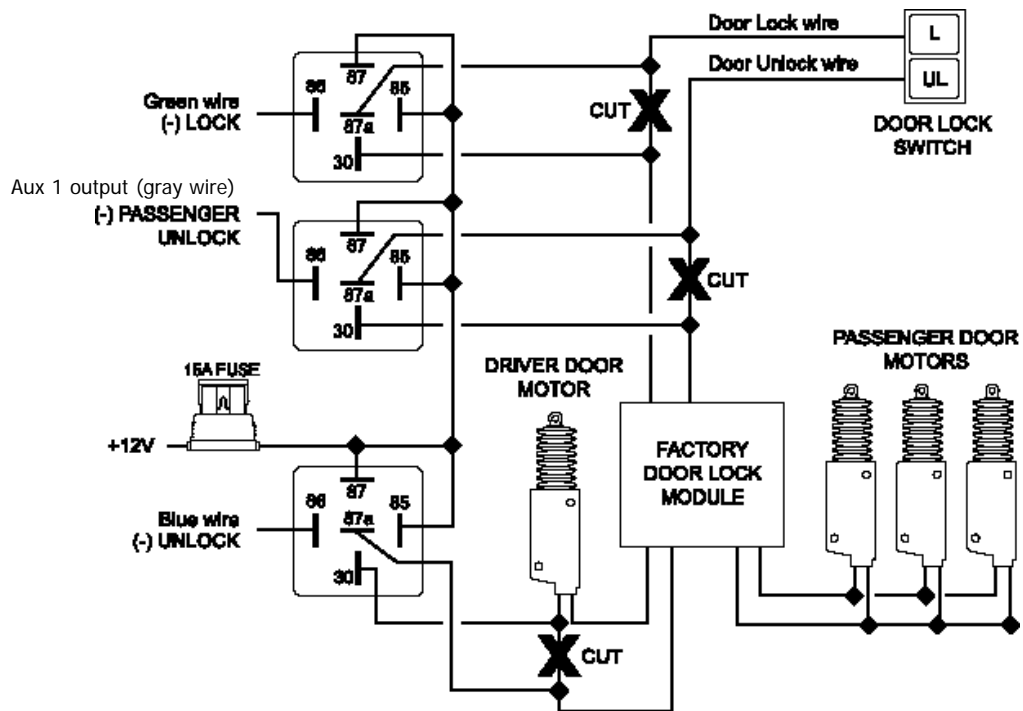 Door Lock wire
L
87
86
85
Door Unlock wire
UL
Green wire
(-) LOCK
87a
CUT
DOOR LOCK
SWITCH
30
Aux 1 output (gray wire)
(-) PASSENGER
UNLOCK
87
86
85
87a
CUT
30
DRIVER DOOR
MOTOR
PASSENGER DOOR
MOTORS
15A FUSE
+12V
FACTORY
DOOR LOCK
MODULE
87
86
85
Blue wire
(-) UNLOCK
87a
30
CUT